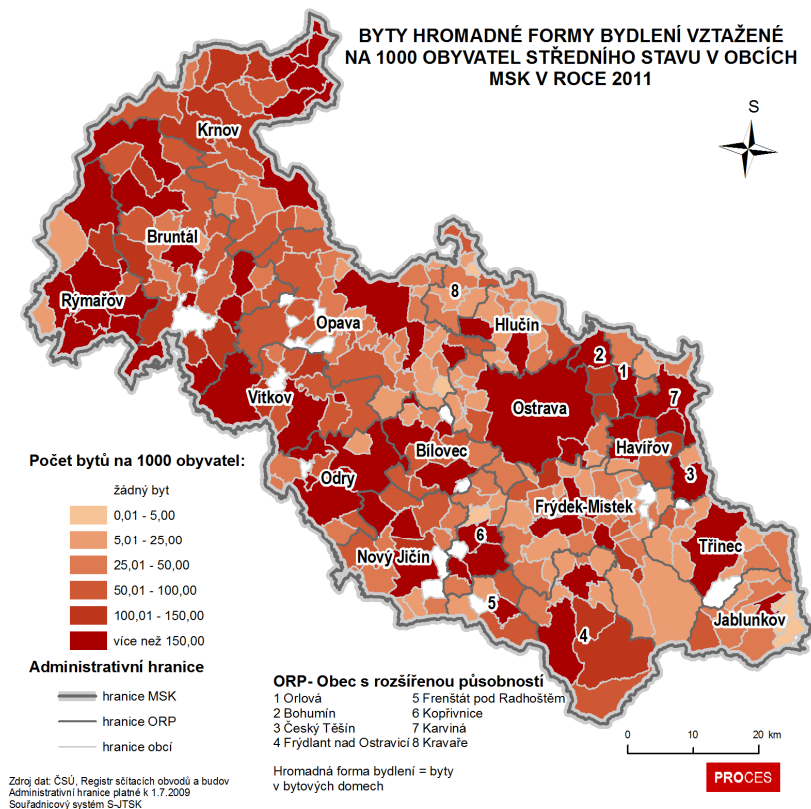 BYTY HROMADNÉ FORMY BYDLENÍ VZTAŽENÉ
NA 1000 OBYVATEL STŘEDNÍHO STAVU V OBCÍCH
MSK V ROCE 2011
S
Krnov
Bruntál
Rýmařov
8
Opava
Hlučín
2
1
Vítkov
Ostrava
7
Havířov
Bílovec
Odry
3
Frýdek-Místek
6
Třinec
Nový Jičín
5
Jablunkov
4
Počet bytů na 1000 obyvatel:
žádný byt
0,01 - 5,00
5,01 - 25,00
25,01 - 50,00
50,01 - 100,00
100,01 - 150,00
více než 150,00
Administrativní hranice
hranice MSK
hranice ORP
hranice obcí
ORP- Obec s rozšířenou působností
1 Orlová
2 Bohumín
3 Český Těšín
4 Frýdlant nad Ostravicí
5 Frenštát pod Radhoštěm
6 Kopřivnice
7 Karviná
8 Kravaře
Hromadná forma bydlení = byty
v bytových domech
0 10 20 km
PROCES
Zdroj dat: ČSÚ, Registr sčítacích obvodů a budov
Administrativní hranice platné k 1.7.2009
Souřadnicový systém S-JTSK